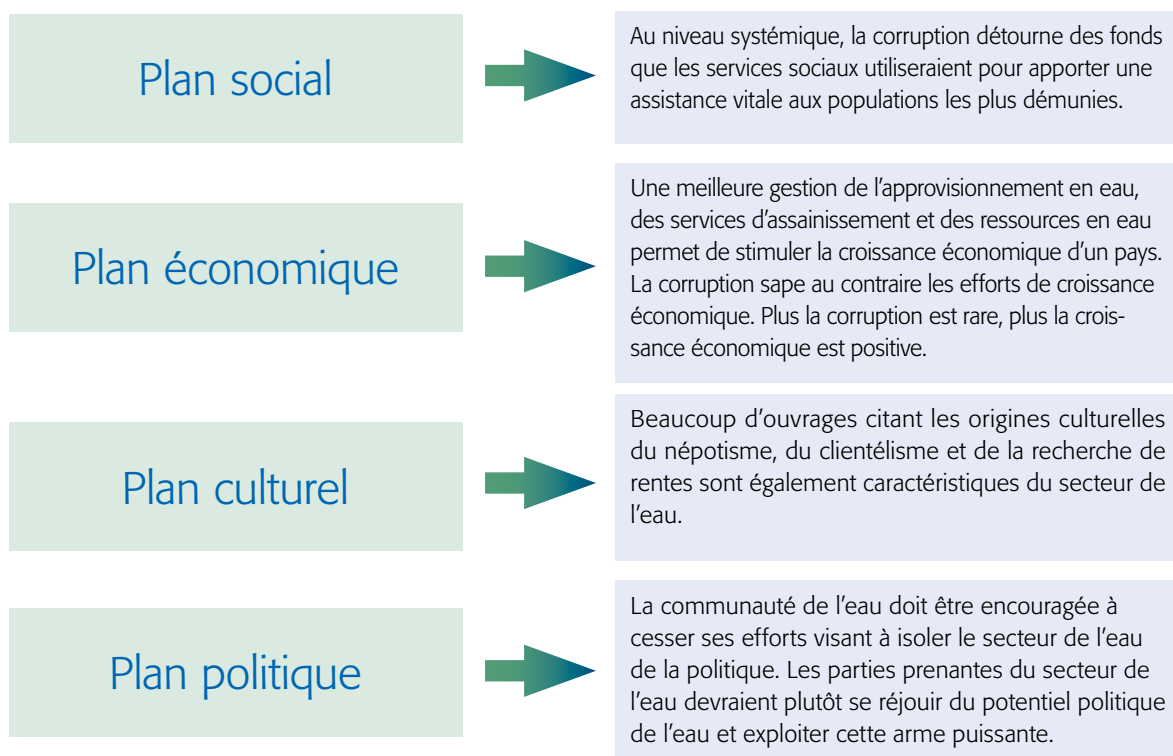 Plan social
Au niveau systémique, la corruption détourne des fonds
que les services sociaux utiliseraient pour apporter une
assistance vitale aux populations les plus démunies.
Plan économique
Une meilleure gestion de l’approvisionnement en eau,
des services d’assainissement et des ressources en eau
permet de stimuler la croissance économique d’un pays.
La corruption sape au contraire les efforts de croissance
économique. Plus la corruption est rare, plus la crois-
sance économique est positive.
Plan culturel
Beaucoup d’ouvrages citant les origines culturelles
du népotisme, du clientélisme et de la recherche de
rentes sont également caractéristiques du secteur de
l’eau.
Plan politique
La communauté de l’eau doit être encouragée à
cesser ses efforts visant à isoler le secteur de l’eau
de la politique. Les parties prenantes du secteur de
l’eau devraient plutôt se réjouir du potentiel politique
de l’eau et exploiter cette arme puissante.